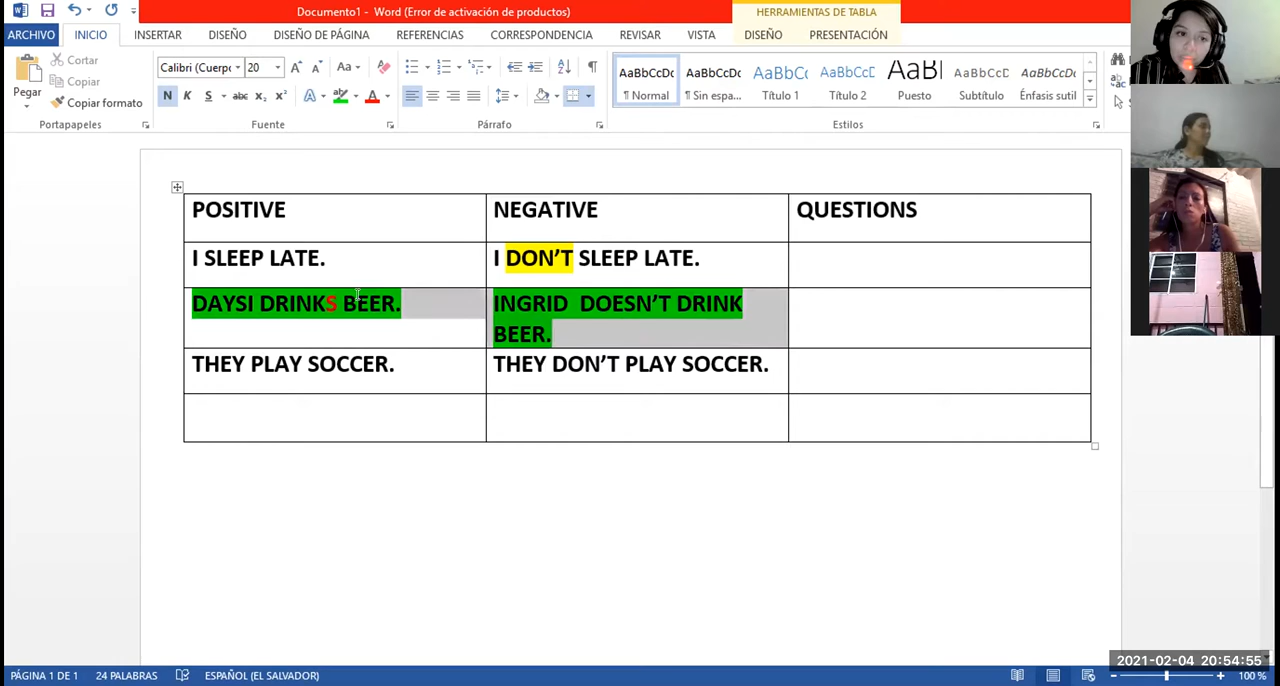 Documento1 - Word (Error de activación de productos)
HERRAMIENTAS DE TABLA
ARCHIVO INICIO INSERTAR DISEÑO DISEÑO DE PÁGINA REFERENCIAS CORRESPONDENCIA REVISAR VISTA DISEÑO PRESENTACIÓN
Cortar
Copiar
Copiar formato
Pegar
Calibri (Cuerpo 20
N K S abc
AaBbCcDc AaBbCcDc AaBbCc AaBbCcD AaBl AaBbCcD AaBbCcDc
¶ Normal ¶ Sin espa... Título 1 Título 2 Puesto Subtítulo Énfasis sutil
Portapapeles Fuente Párrafo Estilos
POSITIVE NEGATIVE QUESTIONS
I SLEEP LATE. I DON’T SLEEP LATE.
DAYSI DRINKS BEER. INGRID  DOESN’T DRINK
BEER.
THEY PLAY SOCCER. THEY DON’T PLAY SOCCER.
2021-02-04 20:54:55
PÁGINA 1 DE 1 24 PALABRAS ESPAÑOL (EL SALVADOR) 100 %